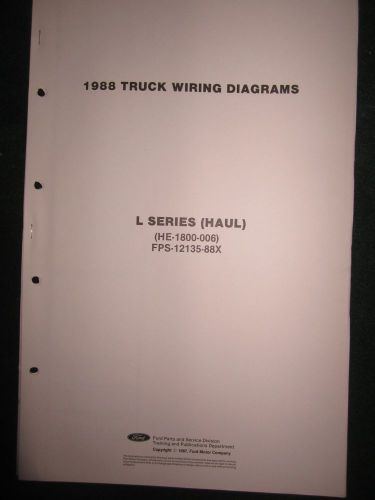 1988 TRUCK WIRING DIAGRAMS
L SERIES (HAUL)
(HE-1800-006)
FPS-12135-88X
Ford
Ford Parts and Service Division
Training and Publications Department
Copyright © 1987, Ford Motor Company